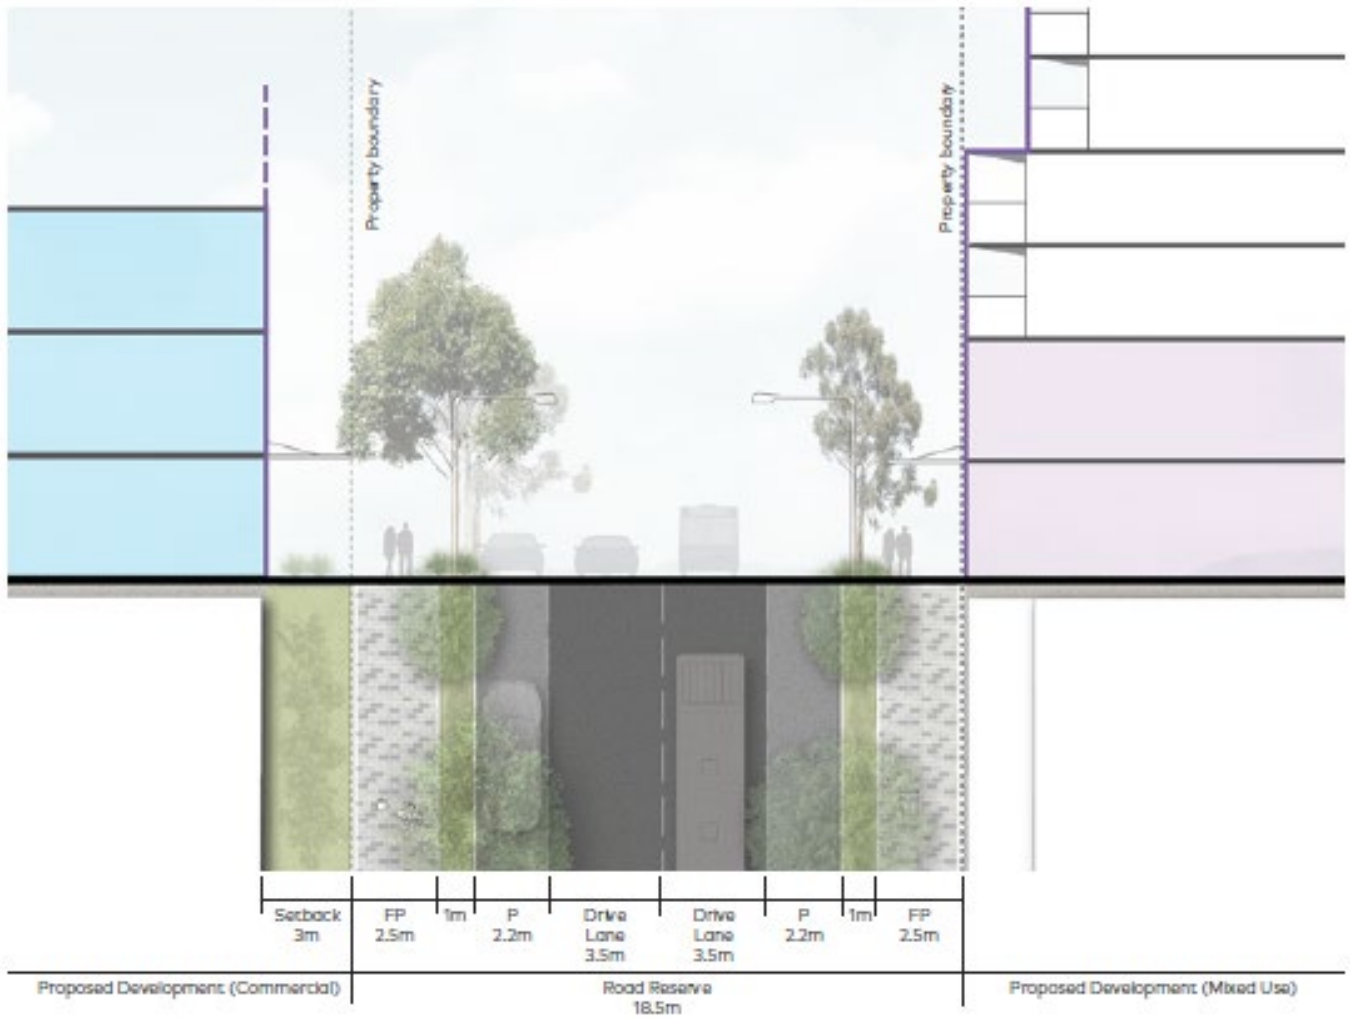 Property boundary
Property boundary
Setback
3m
FP
2.5m
1m
P
2.2m
Drive
Lane
3.5m
Drive
Lane
3.5m
P
2.2m
1m
FP
2.5m
Proposed Development (Commercial)
Road Reserve
18.5m
Proposed Development (Mixed Use)